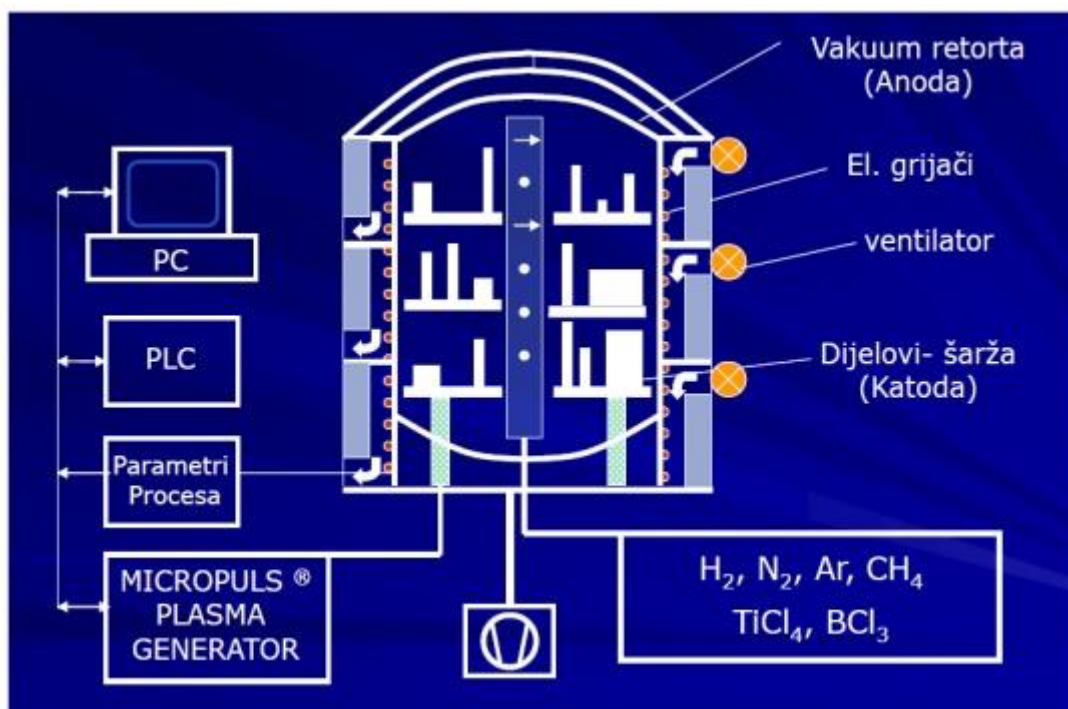 Vakuum retorta
(Anoda)
El. grijači
ventilator
Dijelovi- šarža
(Katoda)
PC
PLC
Parametri
Procesa
MICROPULS ®
PLASMA
GENERATOR
H₂, N₂, Ar, CH₄
TiCl₄, BCl₃